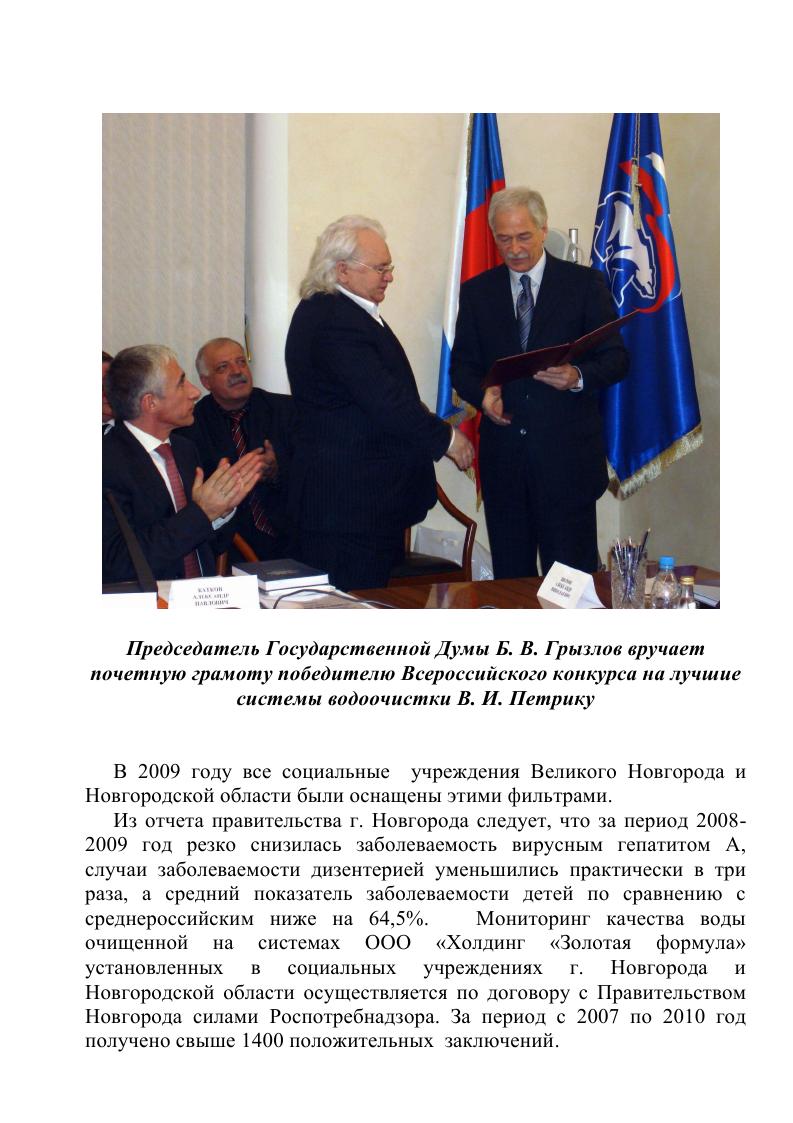 КАТКОВ
АЛЕКСАНДР
ПАВЛОВИЧ
Председатель Государственной Думы Б. В. Грызлов вручает
почетную грамоту победителю Всероссийского конкурса на лучшие
системы водоочистки В. И. Петрику
В 2009 году все социальные учреждения Великого Новгорода и
Новгородской области были оснащены этими фильтрами.
Из отчета правительства г. Новгорода следует, что за период 2008-
2009 год резко снизилась заболеваемость вирусным гепатитом А,
случаи заболеваемости дизентерией уменьшились практически в три
раза, а средний показатель заболеваемости детей по сравнению с
среднероссийским ниже на 64,5%. Мониторинг качества воды
очищенной на системах ООО «Холдинг «Золотая формула»
установленных в социальных учреждениях г. Новгорода и
Новгородской области осуществляется по договору с Правительством
Новгорода силами Роспотребнадзора. За период с 2007 по 2010 год
получено свыше 1400 положительных заключений.